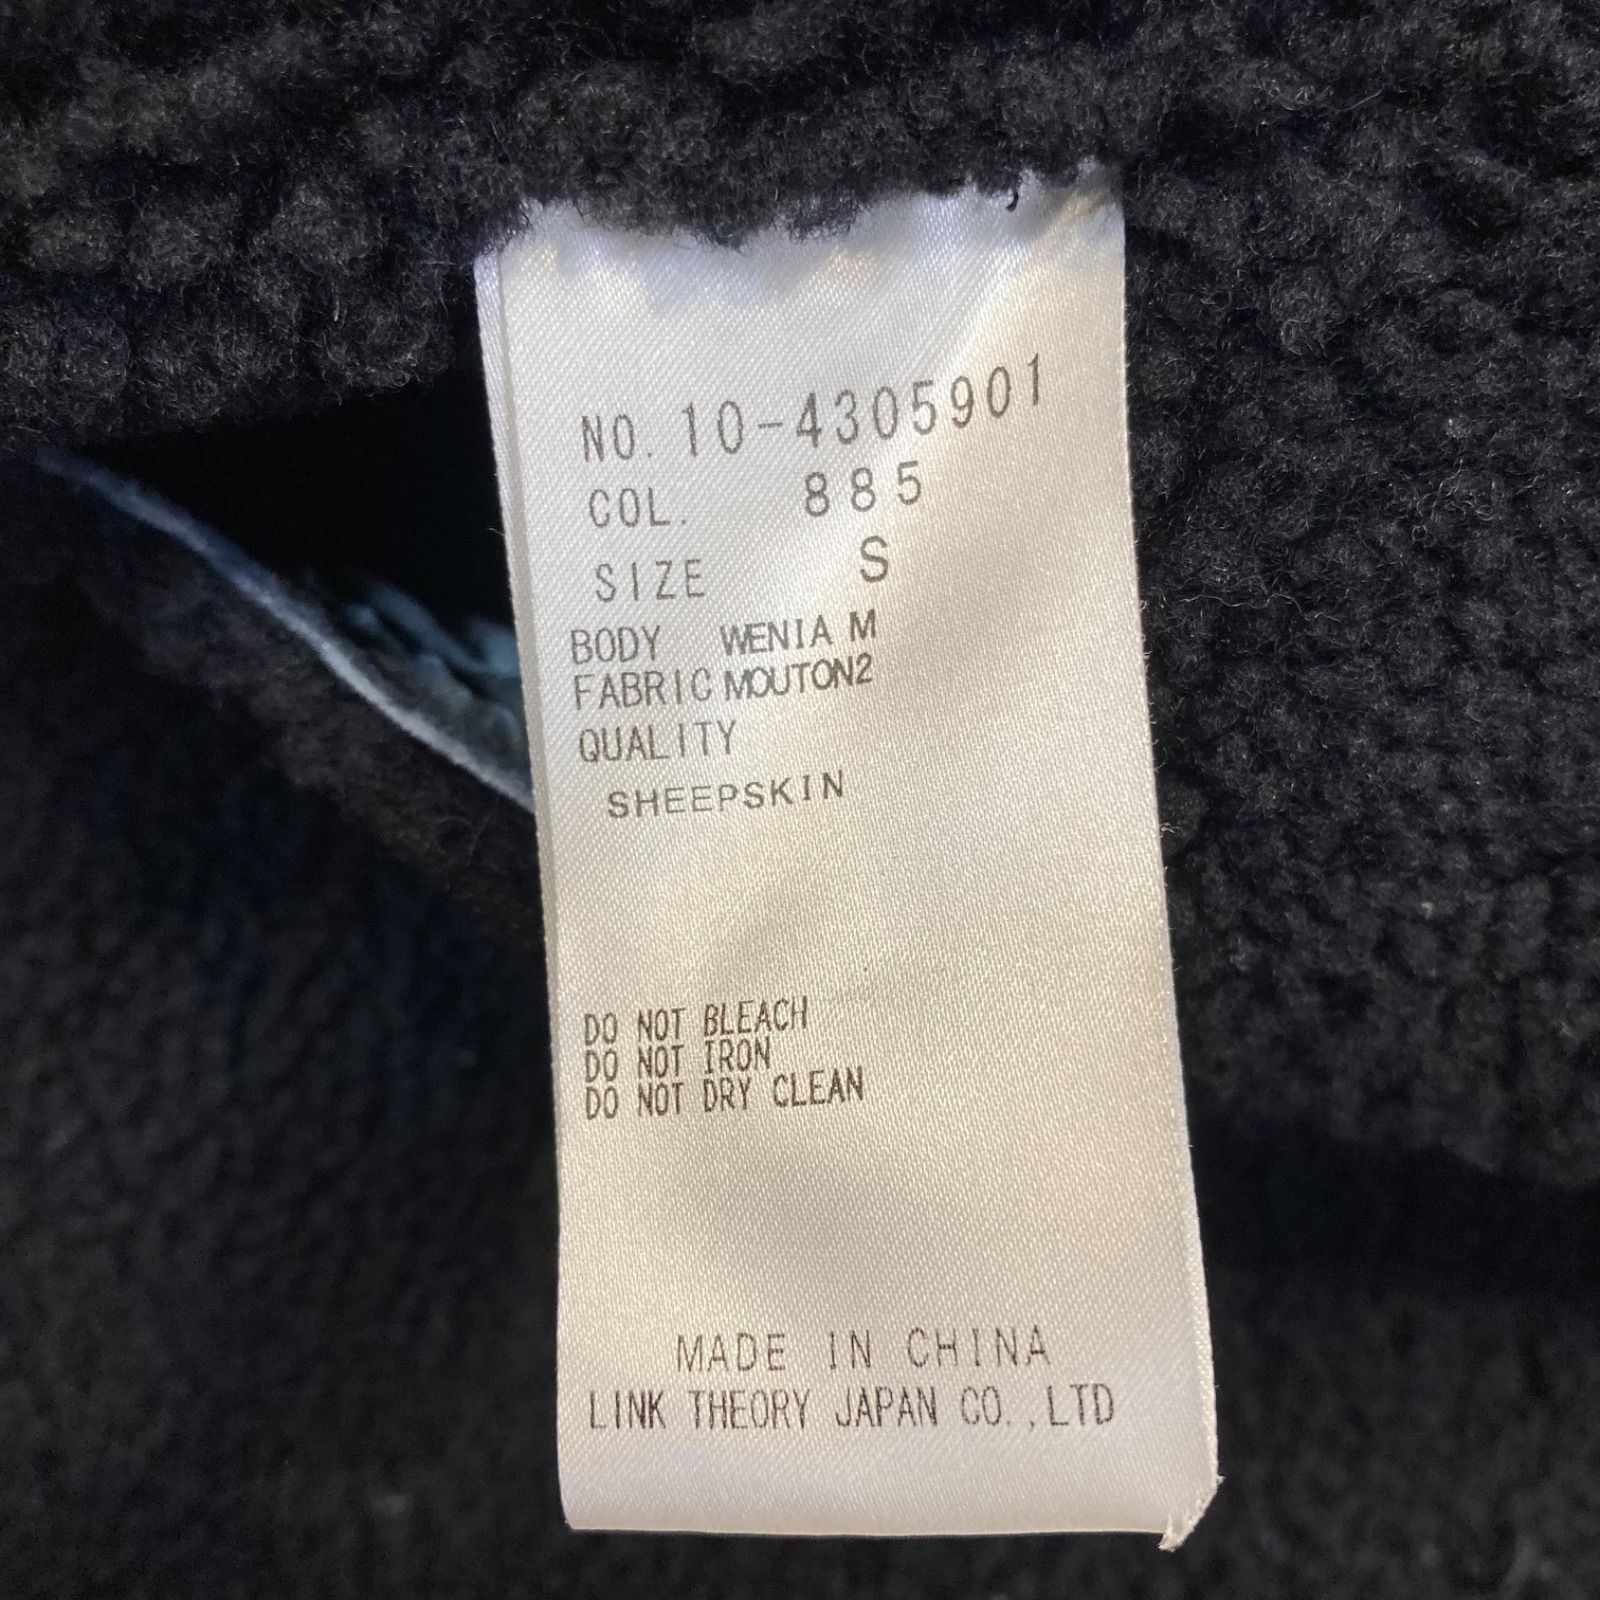 NO. 10-4305901
COL. 885
SIZE S
BODY WENIA M
FABRIC MOUTON2
QUALITY
SHEEPSKIN
DO NOT BLEACH
DO NOT IRON
DO NOT DRY CLEAN
MADE IN CHINA
LINK THEORY JAPAN CO.,LTD